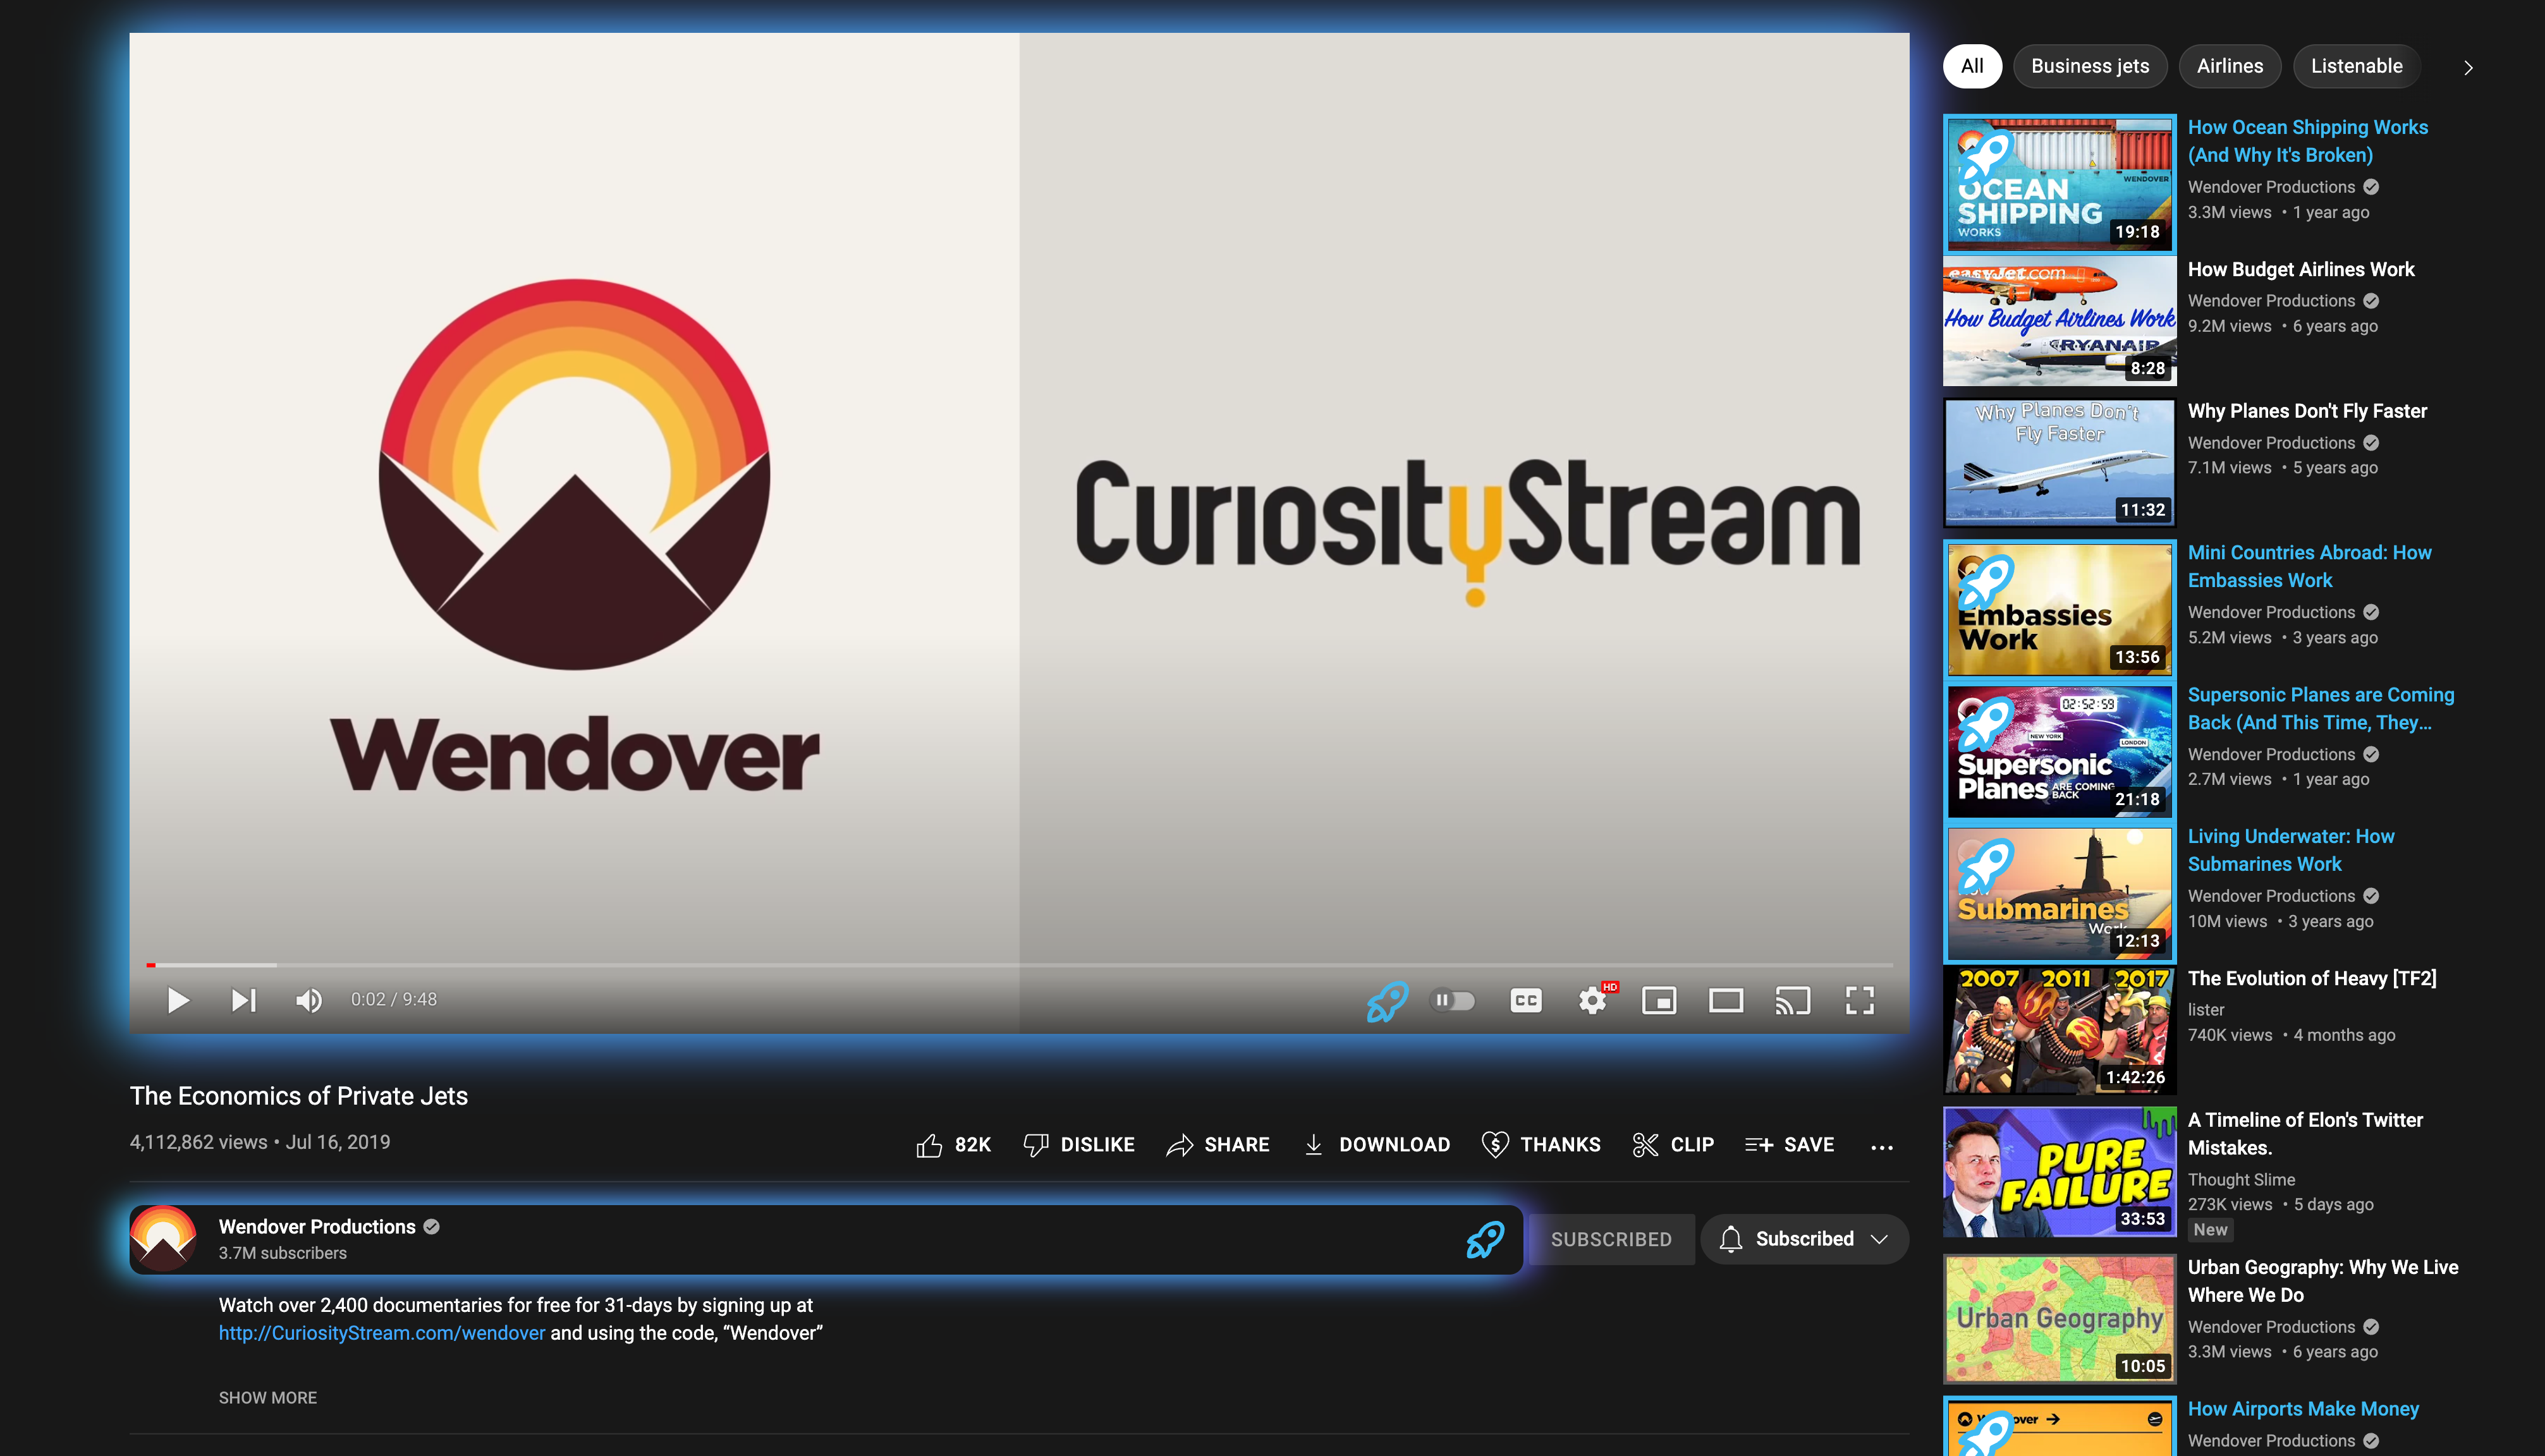 Wendover
CuriosityStream
0:02 / 9:48
CC
HD
The Economics of Private Jets
4,112,862 views • Jul 16, 2019
82K
DISLIKE
SHARE
DOWNLOAD
THANKS
CLIP
SAVE
Wendover Productions
3.7M subscribers
SUBSCRIBED
Subscribed
Watch over 2,400 documentaries for free for 31-days by signing up at
http://CuriosityStream.com/wendover and using the code, “Wendover”
SHOW MORE
All
Business jets
Airlines
Listenable
WENDOVER
OCEAN
SHIPPING
WORKS
19:18
How Ocean Shipping Works
(And Why It's Broken)
Wendover Productions
3.3M views • 1 year ago
easyJet.com
How Budget Airlines Work
RYANAIR
8:28
How Budget Airlines Work
Wendover Productions
9.2M views • 6 years ago
Why Planes Don't
Fly Faster
11:32
Why Planes Don't Fly Faster
Wendover Productions
7.1M views • 5 years ago
Embassies
Work
13:56
Mini Countries Abroad: How
Embassies Work
Wendover Productions
5.2M views • 3 years ago
02:52:59
NEW YORK
LONDON
Supersonic
Planes ARE COMING
BACK
21:18
Supersonic Planes are Coming
Back (And This Time, They...
Wendover Productions
2.7M views • 1 year ago
Submarines
Work
12:13
Living Underwater: How
Submarines Work
Wendover Productions
10M views • 3 years ago
2007 2011 2017
1:42:26
The Evolution of Heavy [TF2]
lister
740K views • 4 months ago
PURE
FAILURE
33:53
A Timeline of Elon's Twitter
Mistakes.
Thought Slime
273K views • 5 days ago
New
Urban Geography
10:05
Urban Geography: Why We Live
Where We Do
Wendover Productions
3.3M views • 6 years ago
How Airports Make Money
Wendover Productions